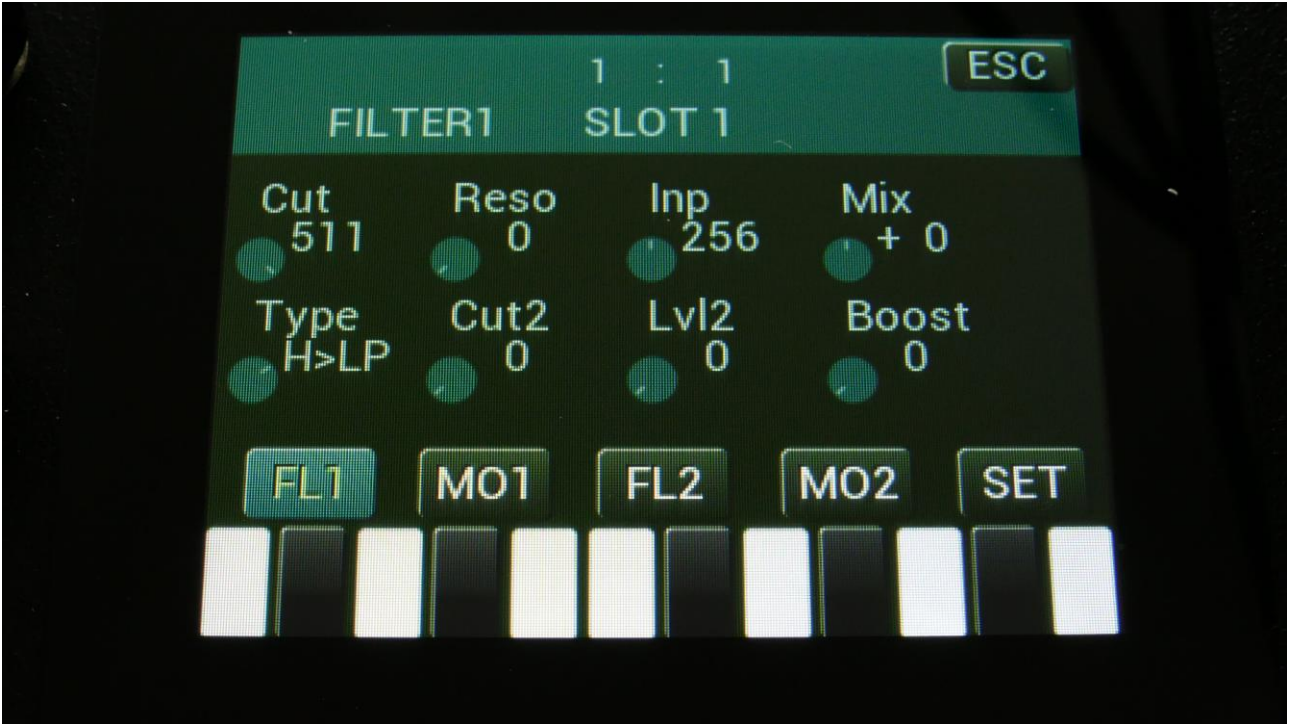 1 : 1 ESC
FILTER1 SLOT 1
Cut Reso Inp Mix
511 0 256 + 0
Type Cut2 Lvl2 Boost
H>LP 0 0 0
FL1 MO1 FL2 MO2 SET